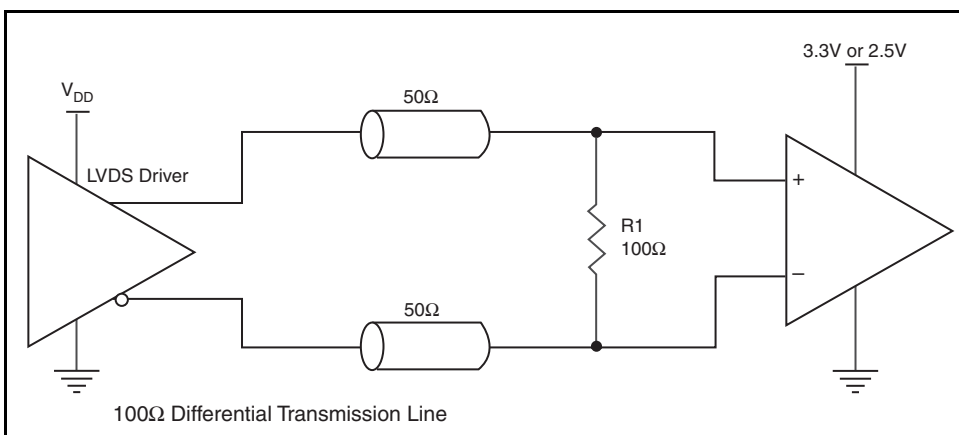 3.3V or 2.5V
V_DD
50Ω
LVDS Driver
+
R1
100Ω
−
50Ω
100Ω Differential Transmission Line